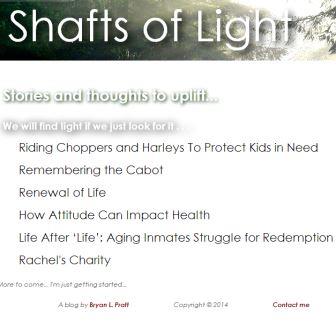 Shafts of Light
Stories and thoughts to uplift...
We will find light if we just look for it . . .
Riding Choppers and Harleys To Protect Kids in Need
Remembering the Cabot
Renewal of Life
How Attitude Can Impact Health
Life After ‘Life’: Aging Inmates Struggle for Redemption
Rachel's Charity
More to come... I'm just getting started...
A blog by Bryan L. Pratt Copyright © 2014 Contact me